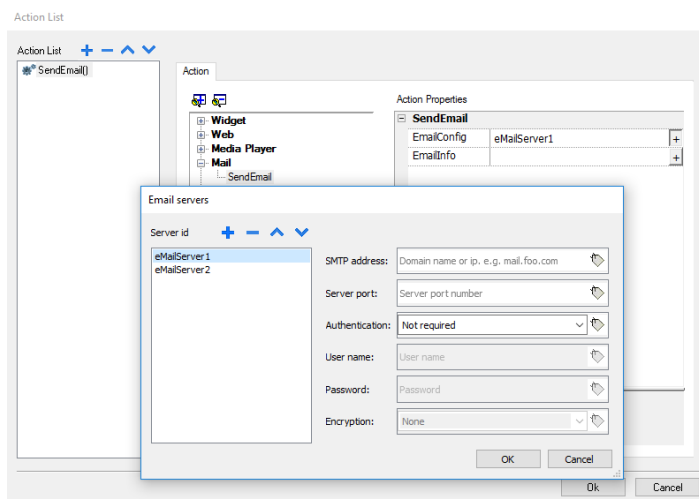 Action List
Action List
SendEmail()
Action
Widget
Web
Media Player
Mail
SendEmail
Action Properties
SendEmail
EmailConfig eMailServer1
EmailInfo
Email servers
Server id
eMailServer1
eMailServer2
SMTP address: Domain name or ip. e.g. mail.foo.com
Server port: Server port number
Authentication: Not required
User name: User name
Password: Password
Encryption: None
OK Cancel
Ok Cancel